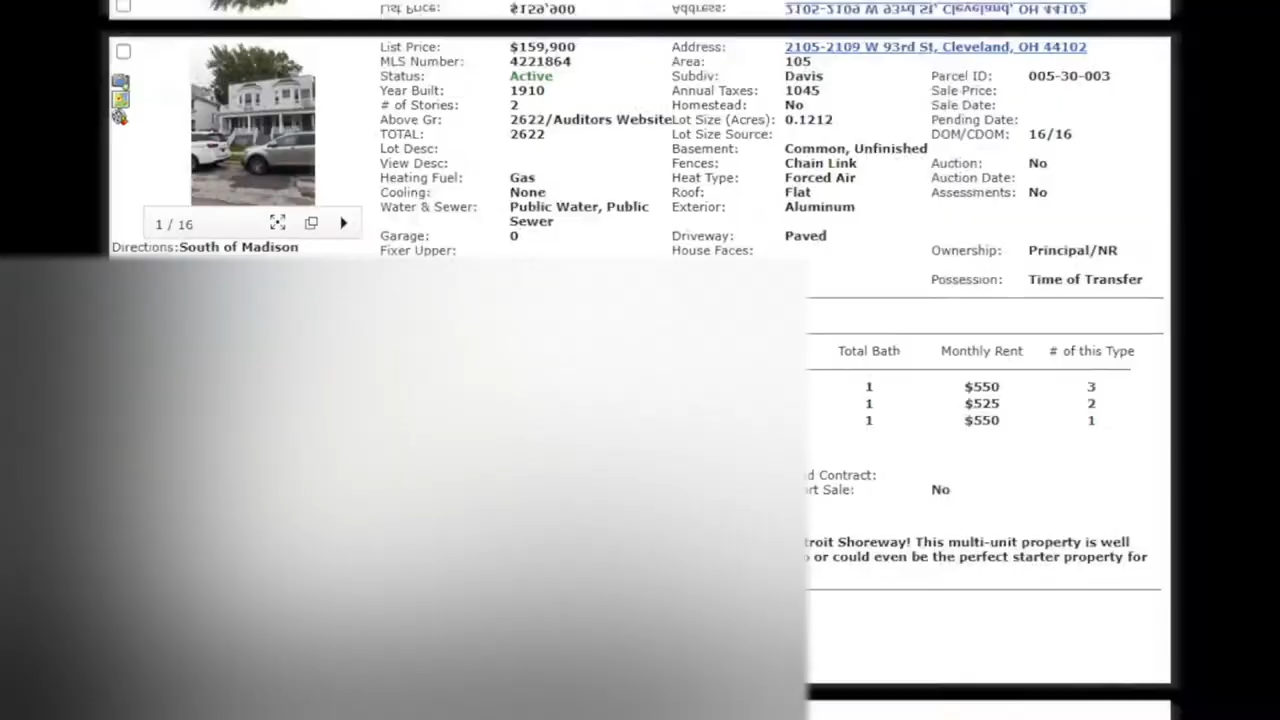 List Price: $159,900 Address: 2105-2109 W 93rd St, Cleveland, OH 44102
List Price: $159,900 Address: 2105-2109 W 93rd St, Cleveland, OH 44102
MLS Number: 4221864 Area: 105
Status: Active Subdiv: Davis Parcel ID: 005-30-003
Year Built: 1910 Annual Taxes: 1045 Sale Price:
# of Stories: 2 Homestead: No Sale Date:
Above Gr: 2622/Auditors Website Lot Size (Acres): 0.1212 Pending Date:
TOTAL: 2622 Lot Size Source: DOM/CDOM: 16/16
Lot Desc: Basement: Common, Unfinished
View Desc: Fences: Chain Link Auction: No
Heating Fuel: Gas Heat Type: Forced Air Auction Date:
Cooling: None Roof: Flat Assessments: No
Water & Sewer: Public Water, Public Exterior: Aluminum
Sewer
1 / 16
Garage: 0 Driveway: Paved
Directions:South of Madison
Fixer Upper: House Faces: Ownership: Principal/NR
Possession: Time of Transfer
Total Bath Monthly Rent # of this Type
1 $550 3
1 $525 2
1 $550 1
Contract:
Sale: No
Shoreway! This multi-unit property is well
or could even be the perfect starter property for